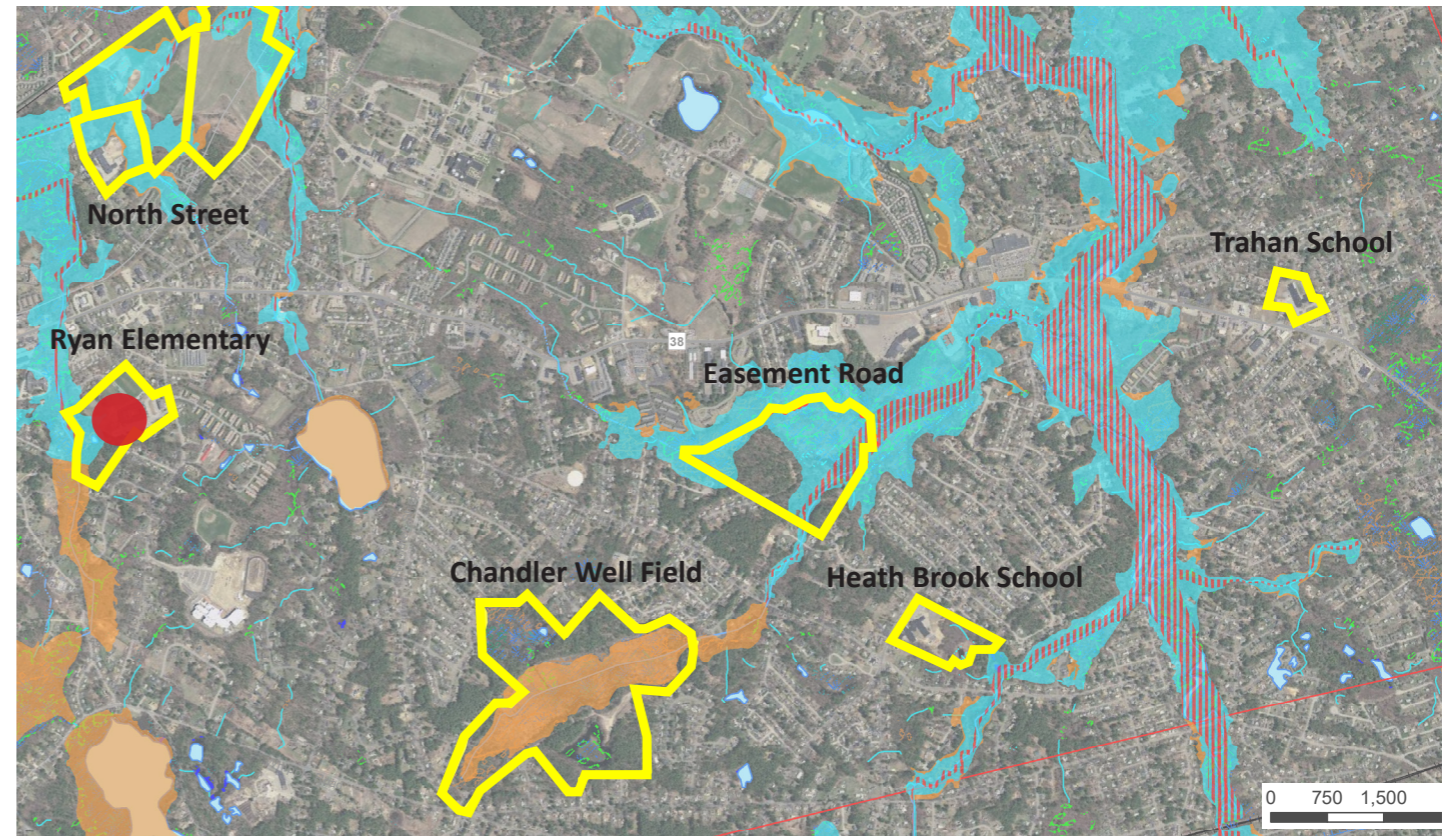 North Street
Trahan School
Ryan Elementary
38
Easement Road
Chandler Well Field
Heath Brook School
0 750 1,500